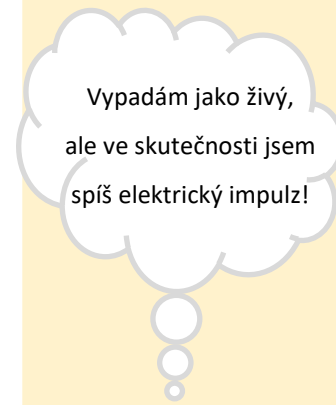 Vypadám jako živý,
ale ve skutečnosti jsem
spíš elektrický impulz!